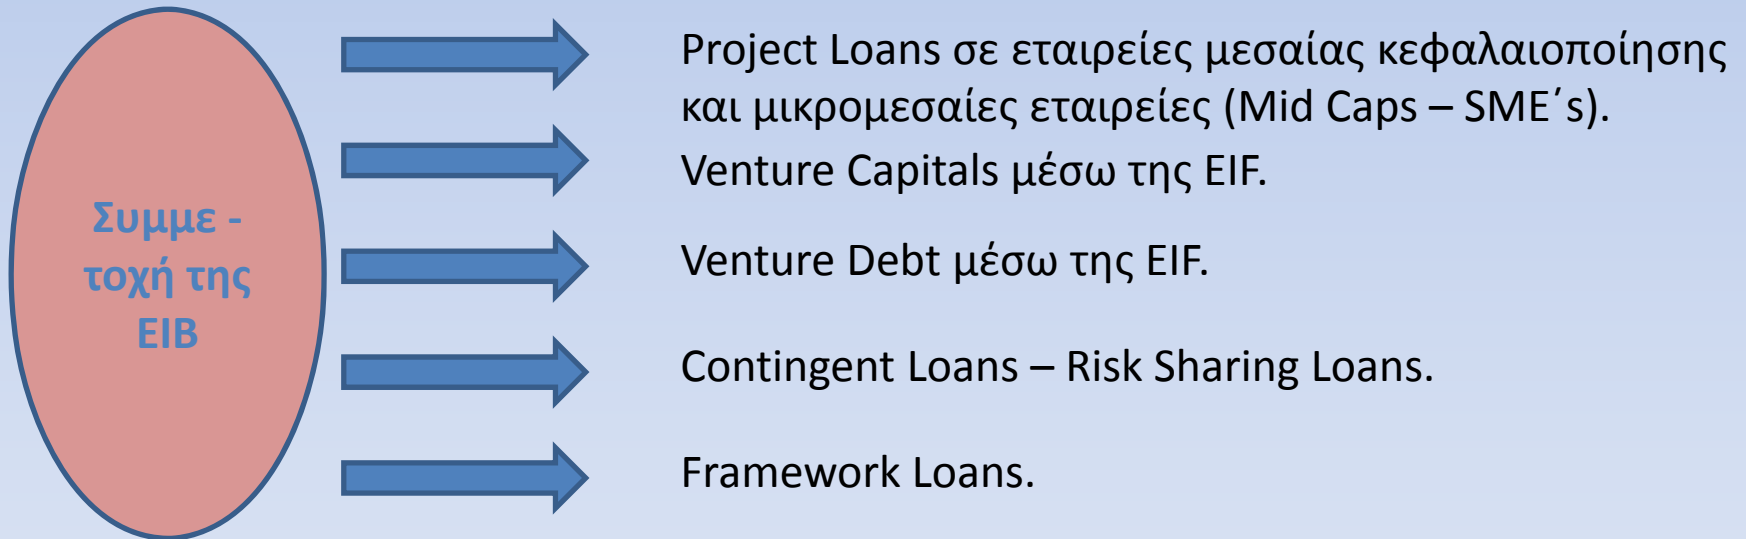 Συμμε -
τοχή της
EIB
Project Loans σε εταιρείες μεσαίας κεφαλαιοποίησης
και μικρομεσαίες εταιρείες (Mid Caps – SME΄s).
Venture Capitals μέσω της EIF.
Venture Debt μέσω της EIF.
Contingent Loans – Risk Sharing Loans.
Framework Loans.